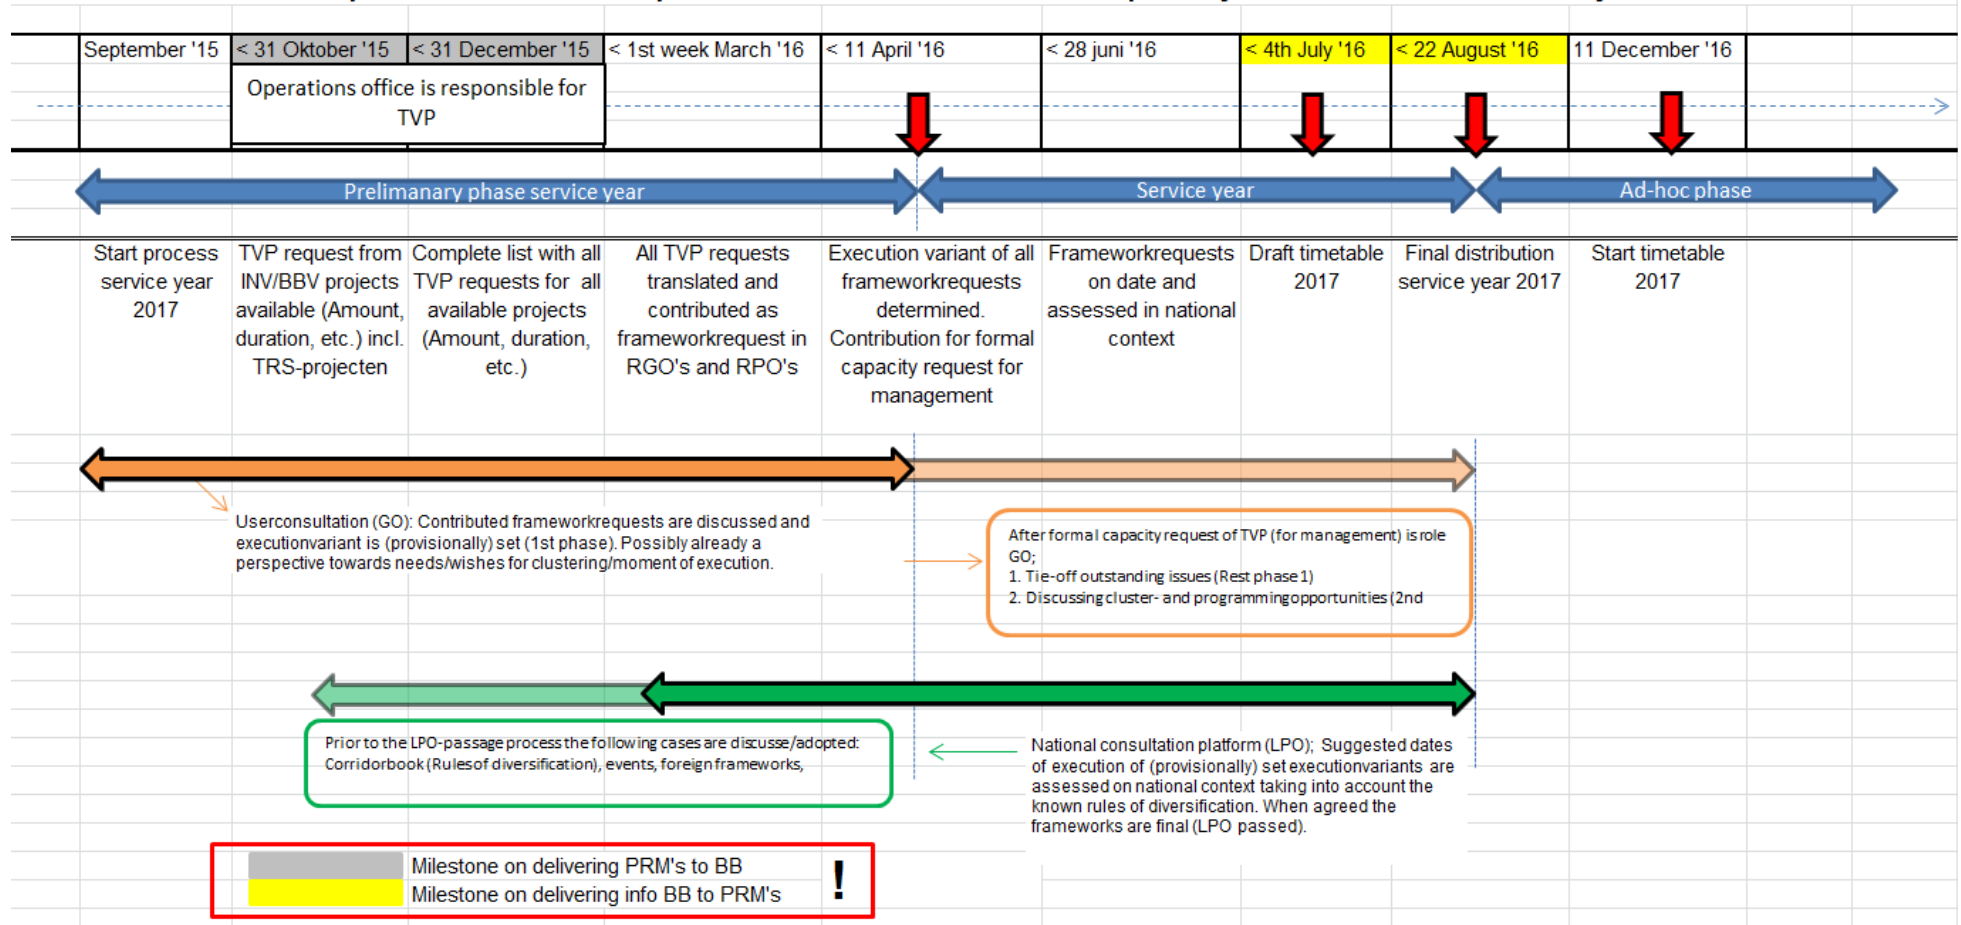 September '15
< 31 Oktober '15
< 31 December '15
< 1st week March '16
< 11 April '16
< 28 juni '16
< 4th July '16
< 22 August '16
11 December '16
Operations office is responsible for
TVP
Prelimanary phase service year
Service year
Ad-hoc phase
Start process
service year
2017
TVP request from
INV/BBV projects
available (Amount,
duration, etc.) incl.
TRS-projecten
Complete list with all
TVP requests for all
available projects
(Amount, duration,
etc.)
All TVP requests
translated and
contributed as
frameworkrequest in
RGO's and RPO's
Execution variant of all
frameworkrequests
determined.
Contribution for formal
capacity request for
management
Frameworkrequests
on date and
assessed in national
context
Draft timetable
2017
Final distribution
service year 2017
Start timetable
2017
Userconsultation (GO): Contributed frameworkrequests are discussed and
executionvariant is (provisionally) set (1st phase). Possibly already a
perspective towards needs/wishes for clustering/moment of execution.
After formal capacity request of TVP (for management) is role
GO;
1. Tie-off outstanding issues (Rest phase 1)
2. Discussing cluster- and programming opportunities (2nd
Prior to the LPO-passage process the following cases are discusse/adopted:
Corridorbook (Rules of diversification), events, foreign frameworks,
National consultation platform (LPO); Suggested dates
of execution of (provisionally) set executionvariants are
assessed on national context taking into account the
known rules of diversification. When agreed the
frameworks are final (LPO passed).
Milestone on delivering PRM's to BB
Milestone on delivering info BB to PRM's
!